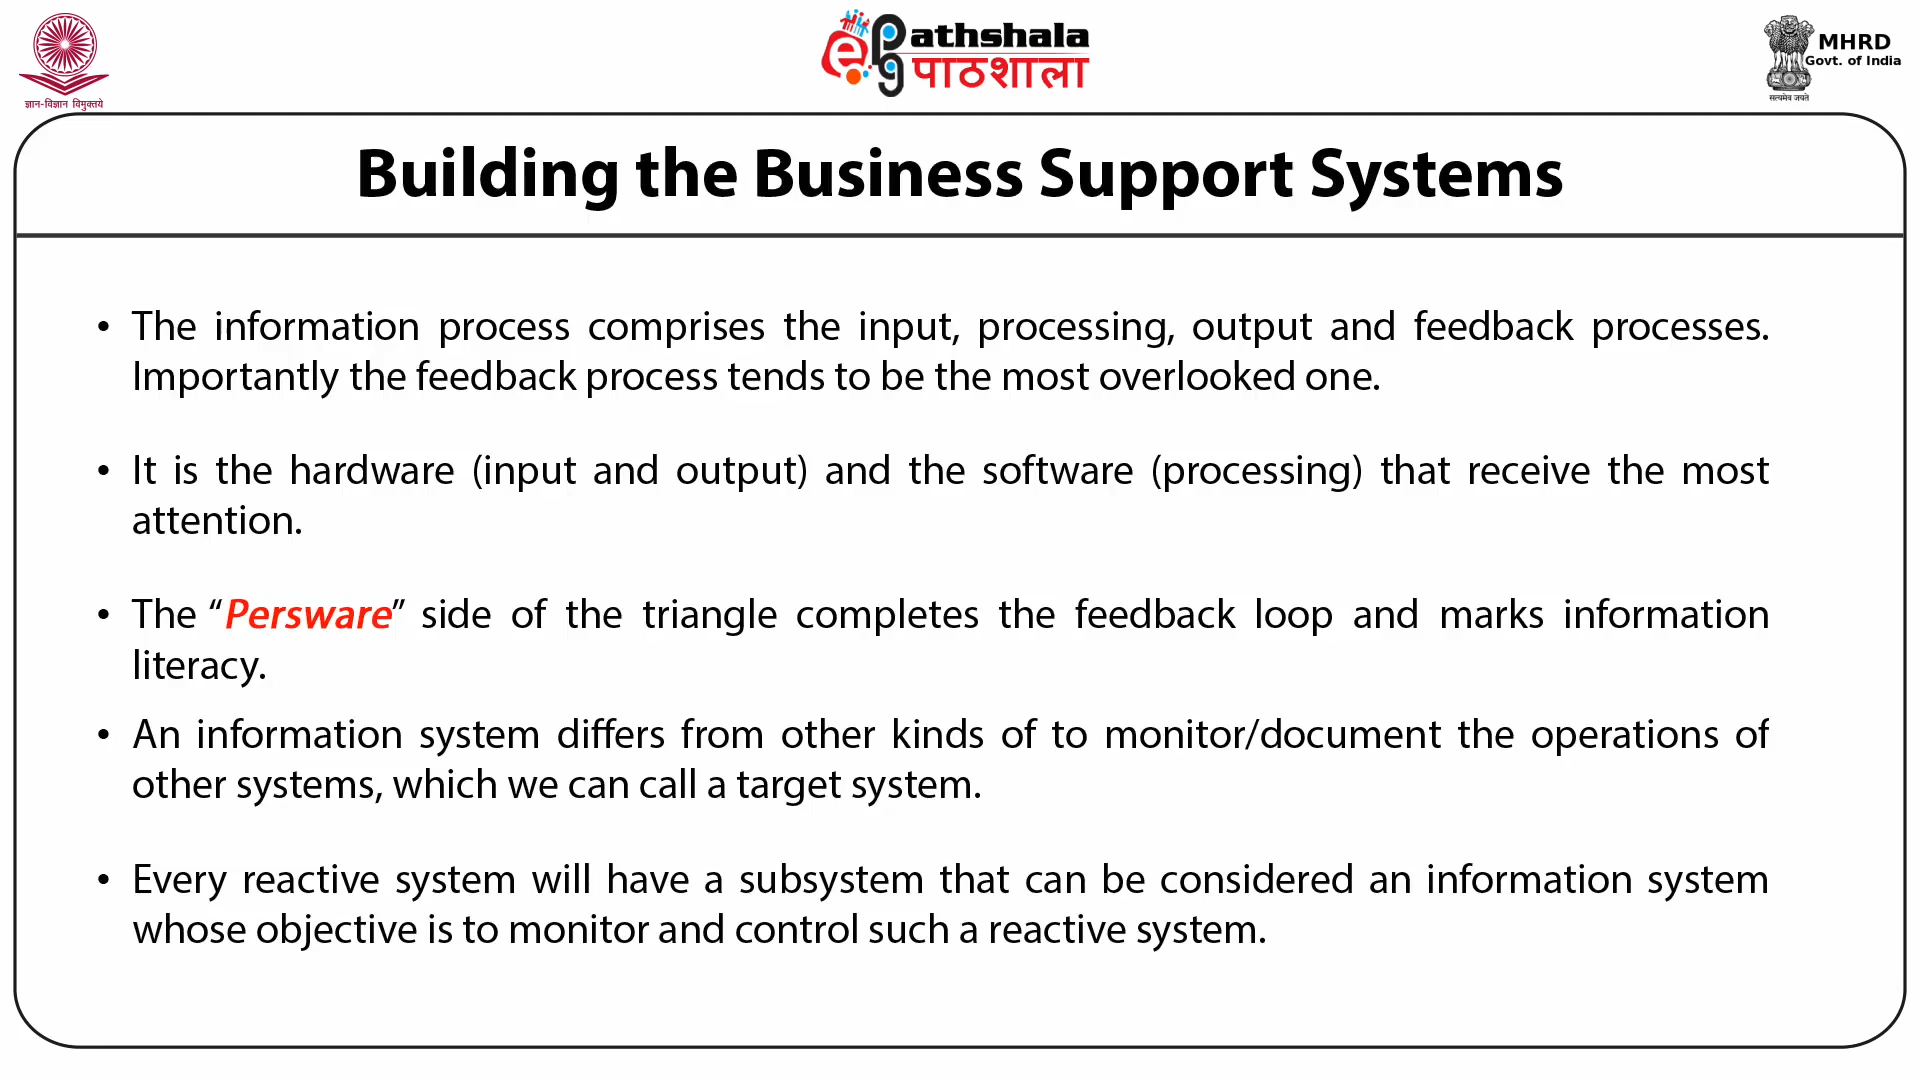 ज्ञान-विज्ञान विमुक्तये
ePathshala
पाठशाला
MHRD
Govt. of India
सत्यमेव जयते
Building the Business Support Systems
• The information process comprises the input, processing, output and feedback processes.
Importantly the feedback process tends to be the most overlooked one.
• It is the hardware (input and output) and the software (processing) that receive the most
attention.
• The “Persware” side of the triangle completes the feedback loop and marks information
literacy.
• An information system differs from other kinds of to monitor/document the operations of
other systems, which we can call a target system.
• Every reactive system will have a subsystem that can be considered an information system
whose objective is to monitor and control such a reactive system.